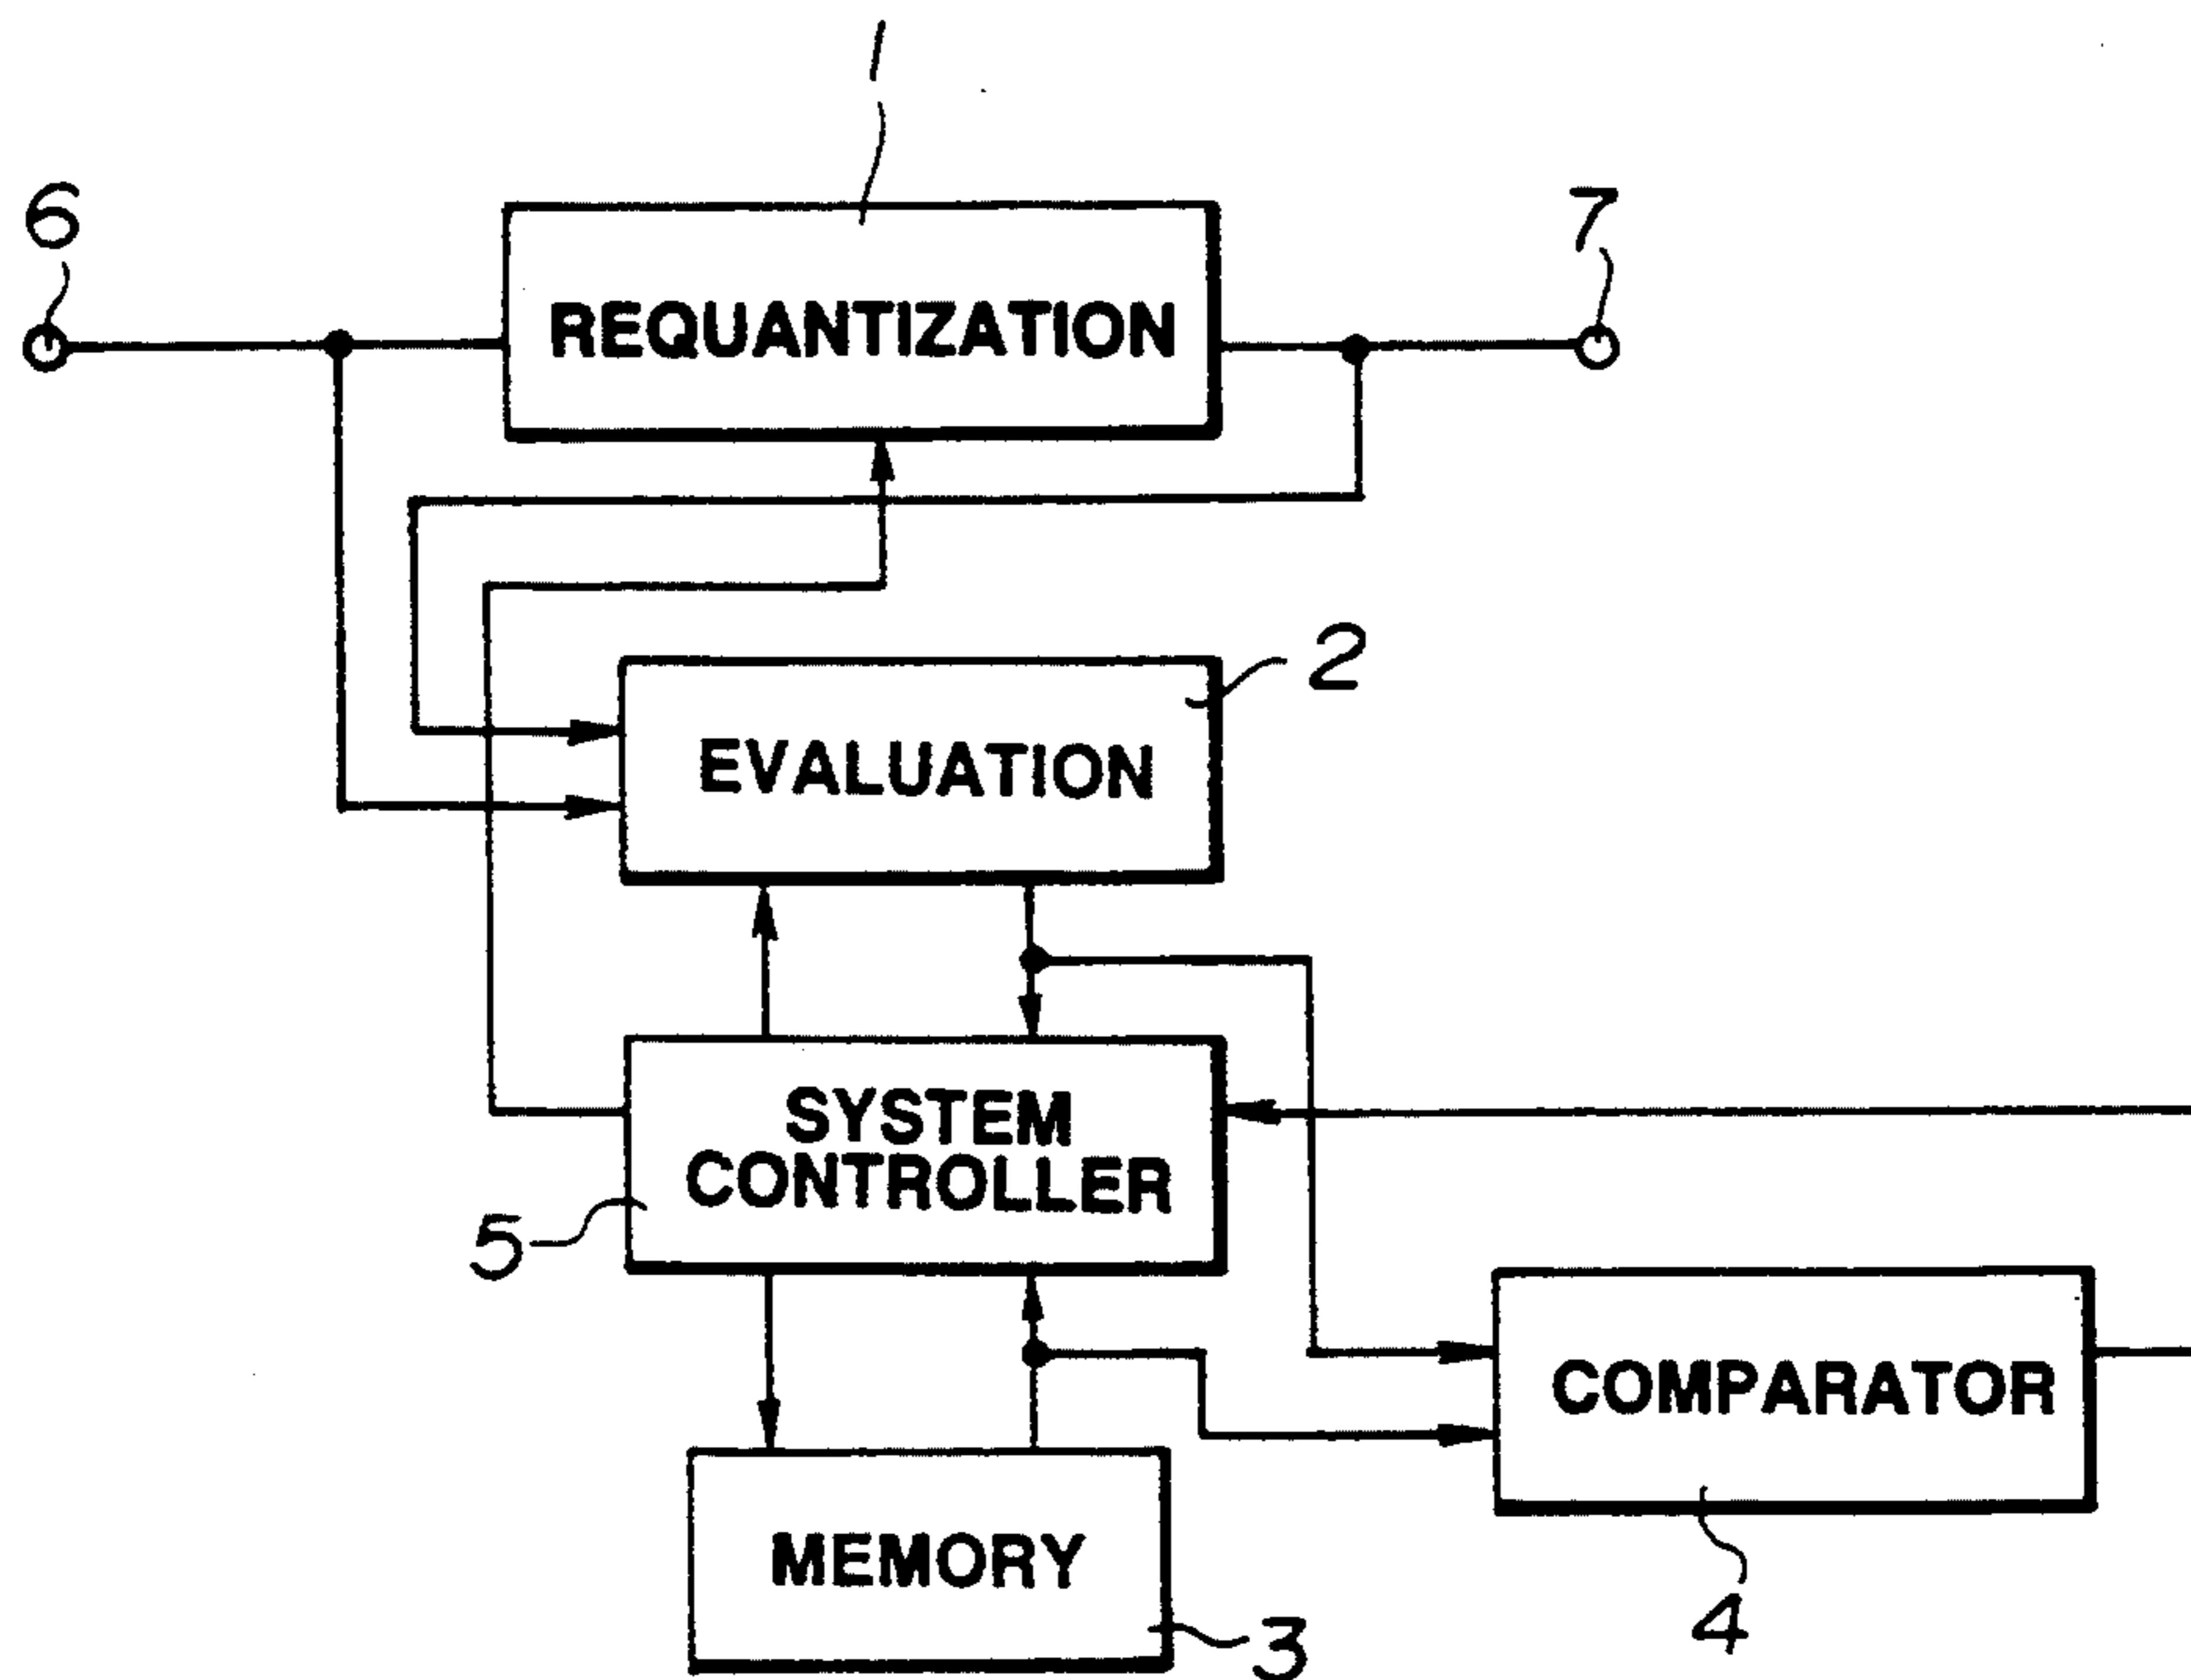 1
6
7
REQUANTIZATION
2
EVALUATION
SYSTEM
CONTROLLER
5
COMPARATOR
MEMORY
4
3